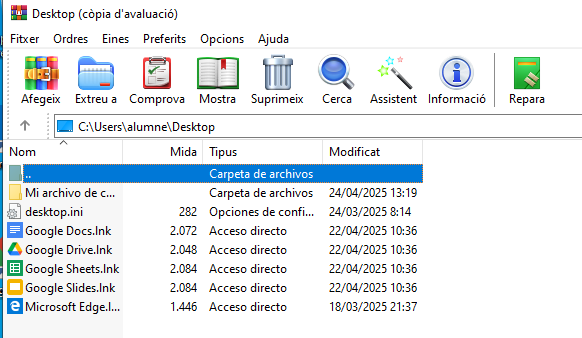 Desktop (còpia d'avaluació)
Fitxer Ordres Eines Preferits Opcions Ajuda
Afegeix Extreu a Comprova Mostra Suprimeix Cerca Assistent Informació Repara
C:\Users\alumne\Desktop
Nom Mida Tipus Modificat
.. Carpeta de archivos
Mi archivo de c... Carpeta de archivos 24/04/2025 13:19
desktop.ini 282 Opciones de confi... 24/03/2025 8:14
Google Docs.lnk 2.072 Acceso directo 22/04/2025 10:36
Google Drive.lnk 2.048 Acceso directo 22/04/2025 10:36
Google Sheets.lnk 2.084 Acceso directo 22/04/2025 10:36
Google Slides.lnk 2.084 Acceso directo 22/04/2025 10:36
Microsoft Edge.l... 1.446 Acceso directo 18/03/2025 21:37